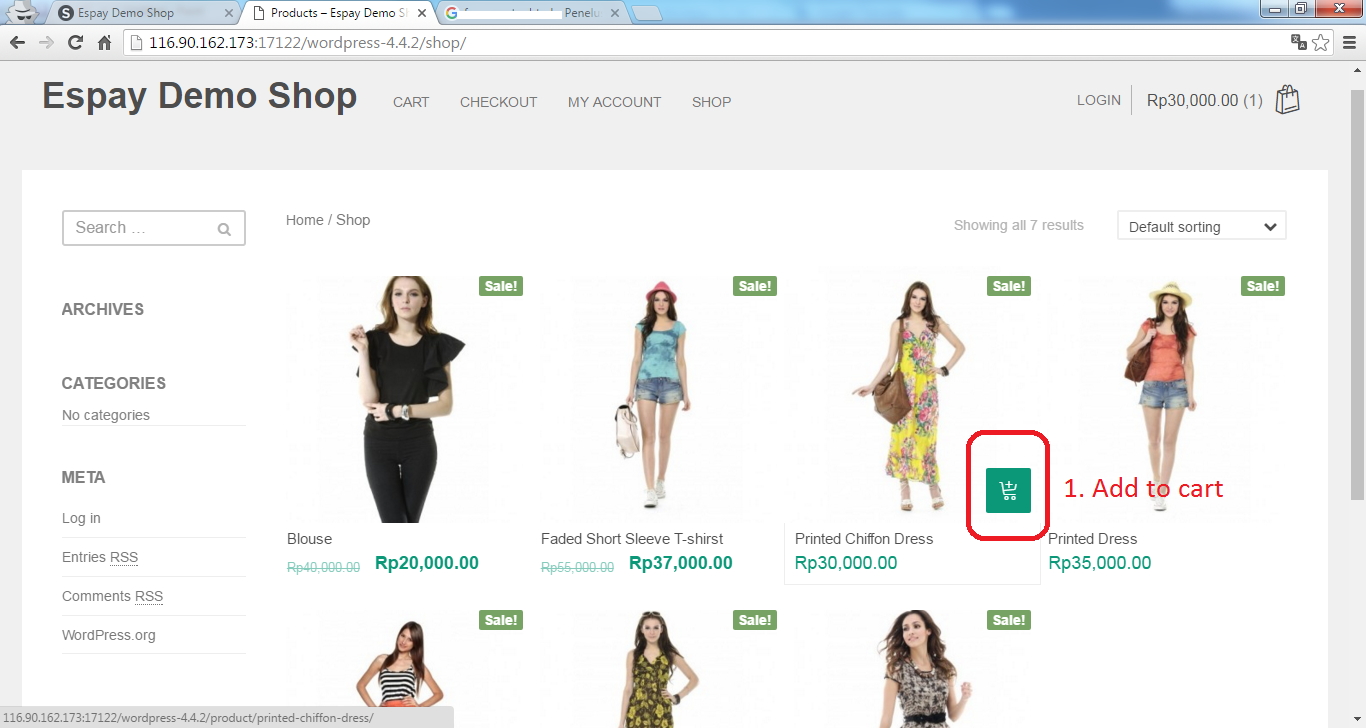 Espay Demo Shop
Products – Espay Demo S
Penelu
116.90.162.173:17122/wordpress-4.4.2/shop/
Espay Demo Shop
CART CHECKOUT MY ACCOUNT SHOP
LOGIN Rp30,000.00 (1)
Search ...
Home / Shop
Showing all 7 results
Default sorting
ARCHIVES
CATEGORIES
No categories
META
Log in
Entries RSS
Comments RSS
WordPress.org
Sale! Sale! Sale! Sale!
1. Add to cart
Blouse Faded Short Sleeve T-shirst Printed Chiffon Dress Printed Dress
Rp40,000.00 Rp20,000.00 Rp55,000.00 Rp37,000.00 Rp30,000.00 Rp35,000.00
Sale! Sale! Sale!
116.90.162.173:17122/wordpress-4.4.2/product/printed-chiffon-dress/